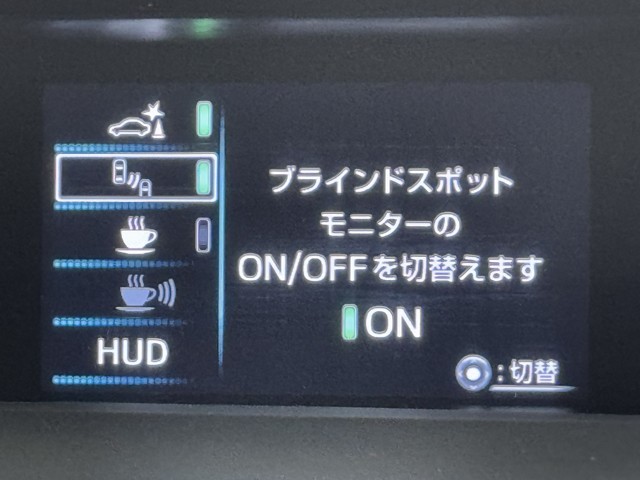 ブラインドスポット
モニターの
ON/OFFを切替えます
ON
HUD
:切替